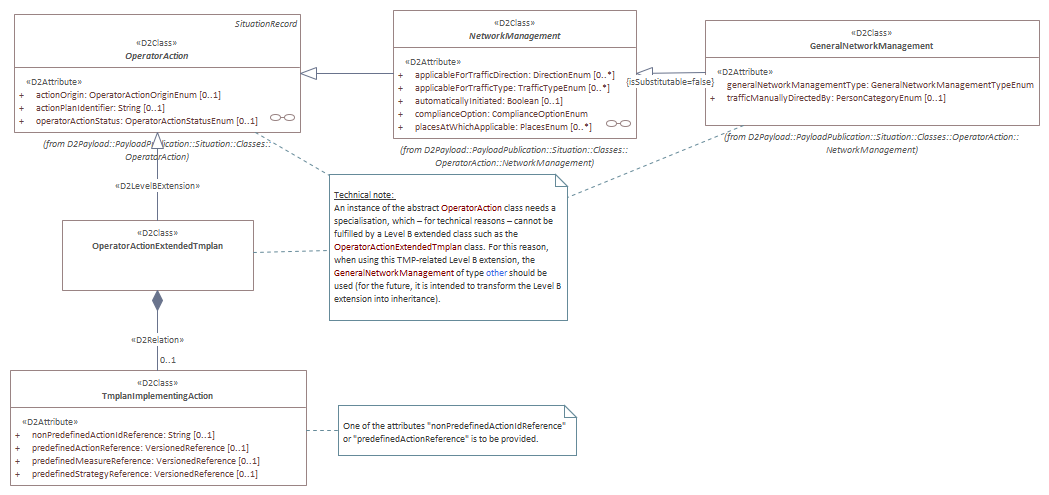 SituationRecord
«D2Class»
OperatorAction
«D2Attribute»
+ actionOrigin: OperatorActionOriginEnum [0..1]
+ actionPlanIdentifier: String [0..1]
+ operatorActionStatus: OperatorActionStatusEnum [0..1]
(from D2Payload::PayloadPublication::Situation::Classes::
OperatorAction)
«D2Class»
NetworkManagement
«D2Attribute»
+ applicableForTrafficDirection: DirectionEnum [0..*]
+ applicableForTrafficType: TrafficTypeEnum [0..*]
+ automaticallyInitiated: Boolean [0..1]
+ complianceOption: ComplianceOptionEnum
+ placesAtWhichApplicable: PlacesEnum [0..*]
(from D2Payload::PayloadPublication::Situation::Classes::
OperatorAction::NetworkManagement)
{isSubstitutable=false}
«D2Class»
GeneralNetworkManagement
«D2Attribute»
+ generalNetworkManagementType: GeneralNetworkManagementTypeEnum
+ trafficManuallyDirectedBy: PersonCategoryEnum [0..1]
(from D2Payload::PayloadPublication::Situation::Classes::OperatorAction::
NetworkManagement)
«D2LevelBExtension»
«D2Class»
OperatorActionExtendedTmplan
Technical note:
An instance of the abstract OperatorAction class needs a
specialisation, which – for technical reasons – cannot be
fulfilled by a Level B extended class such as the
OperatorActionExtendedTmplan class. For this reason,
when using this TMP-related Level B extension, the
GeneralNetworkManagement of type other should be
used (for the future, it is intended to transform the Level B
extension into inheritance).
«D2Relation»
0..1
«D2Class»
TmplanImplementingAction
«D2Attribute»
+ nonPredefinedActionIdReference: String [0..1]
+ predefinedActionReference: VersionedReference [0..1]
+ predefinedMeasureReference: VersionedReference [0..1]
+ predefinedStrategyReference: VersionedReference [0..1]
One of the attributes "nonPredefinedActionIdReference"
or "predefinedActionReference" is to be provided.